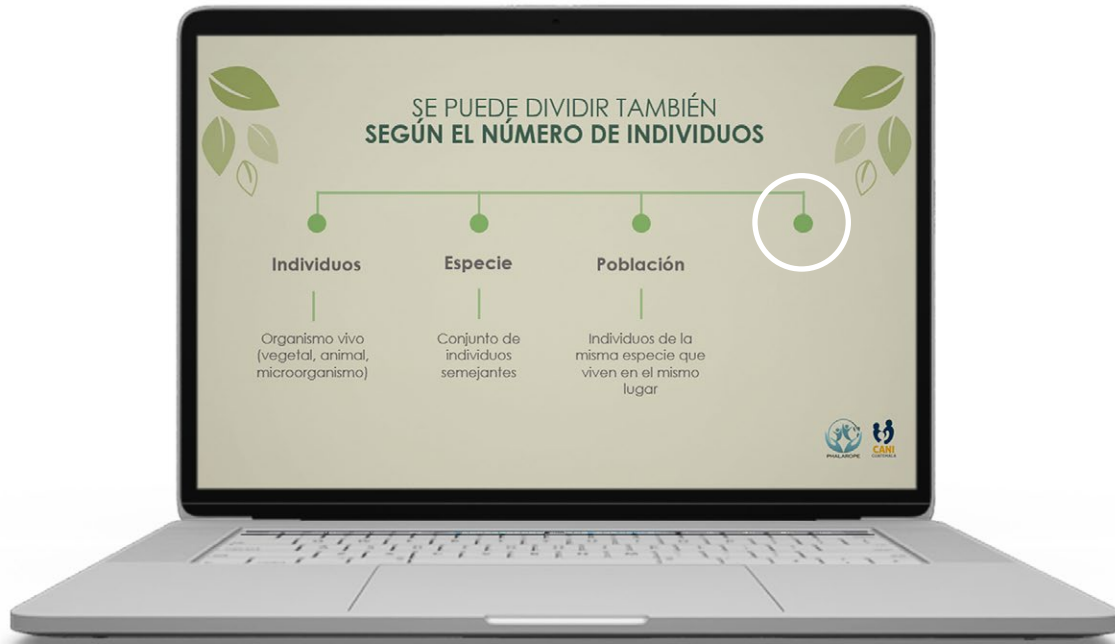 SE PUEDE DIVIDIR TAMBIÉN
SEGÚN EL NÚMERO DE INDIVIDUOS
Individuos
Especie
Población
Organismo vivo
(vegetal, animal,
microorganismo)
Conjunto de
individuos
semejantes
Individuos de la
misma especie que
viven en el mismo
lugar
PHALAROPE
CANI
GUATEMALA